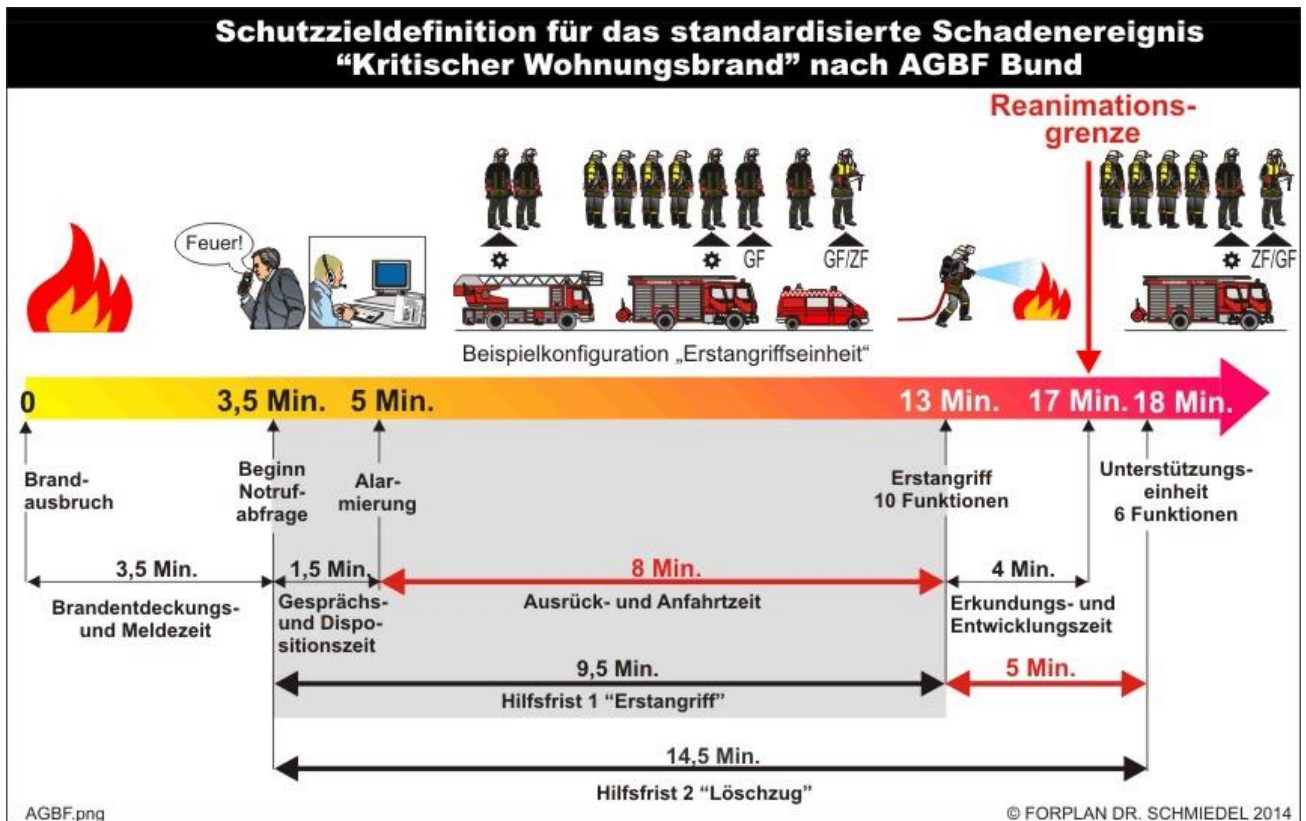 Schutzzieldefinition für das standardisierte Schadenereignis
“Kritischer Wohnungsbrand” nach AGBF Bund
Reanimations-
grenze
Feuer!
GF
GF/ZF
ZF/GF
Beispielkonfiguration „Erstangriffseinheit“
0
3,5 Min.
5 Min.
13 Min.
17 Min.
18 Min.
Brand-
ausbruch
Beginn
Notruf-
abfrage
Alar-
mierung
Erstangriff
10 Funktionen
Unterstützungs-
einheit
6 Funktionen
3,5 Min.
Brandentdeckungs-
und Meldezeit
1,5 Min.
Gesprächs-
und Dispo-
sitionszeit
8 Min.
Ausrück- und Anfahrtzeit
4 Min.
Erkundungs- und
Entwicklungszeit
9,5 Min.
Hilfsfrist 1 “Erstangriff”
5 Min.
14,5 Min.
Hilfsfrist 2 “Löschzug”
AGBF.png
© FORPLAN DR. SCHMIEDEL 2014